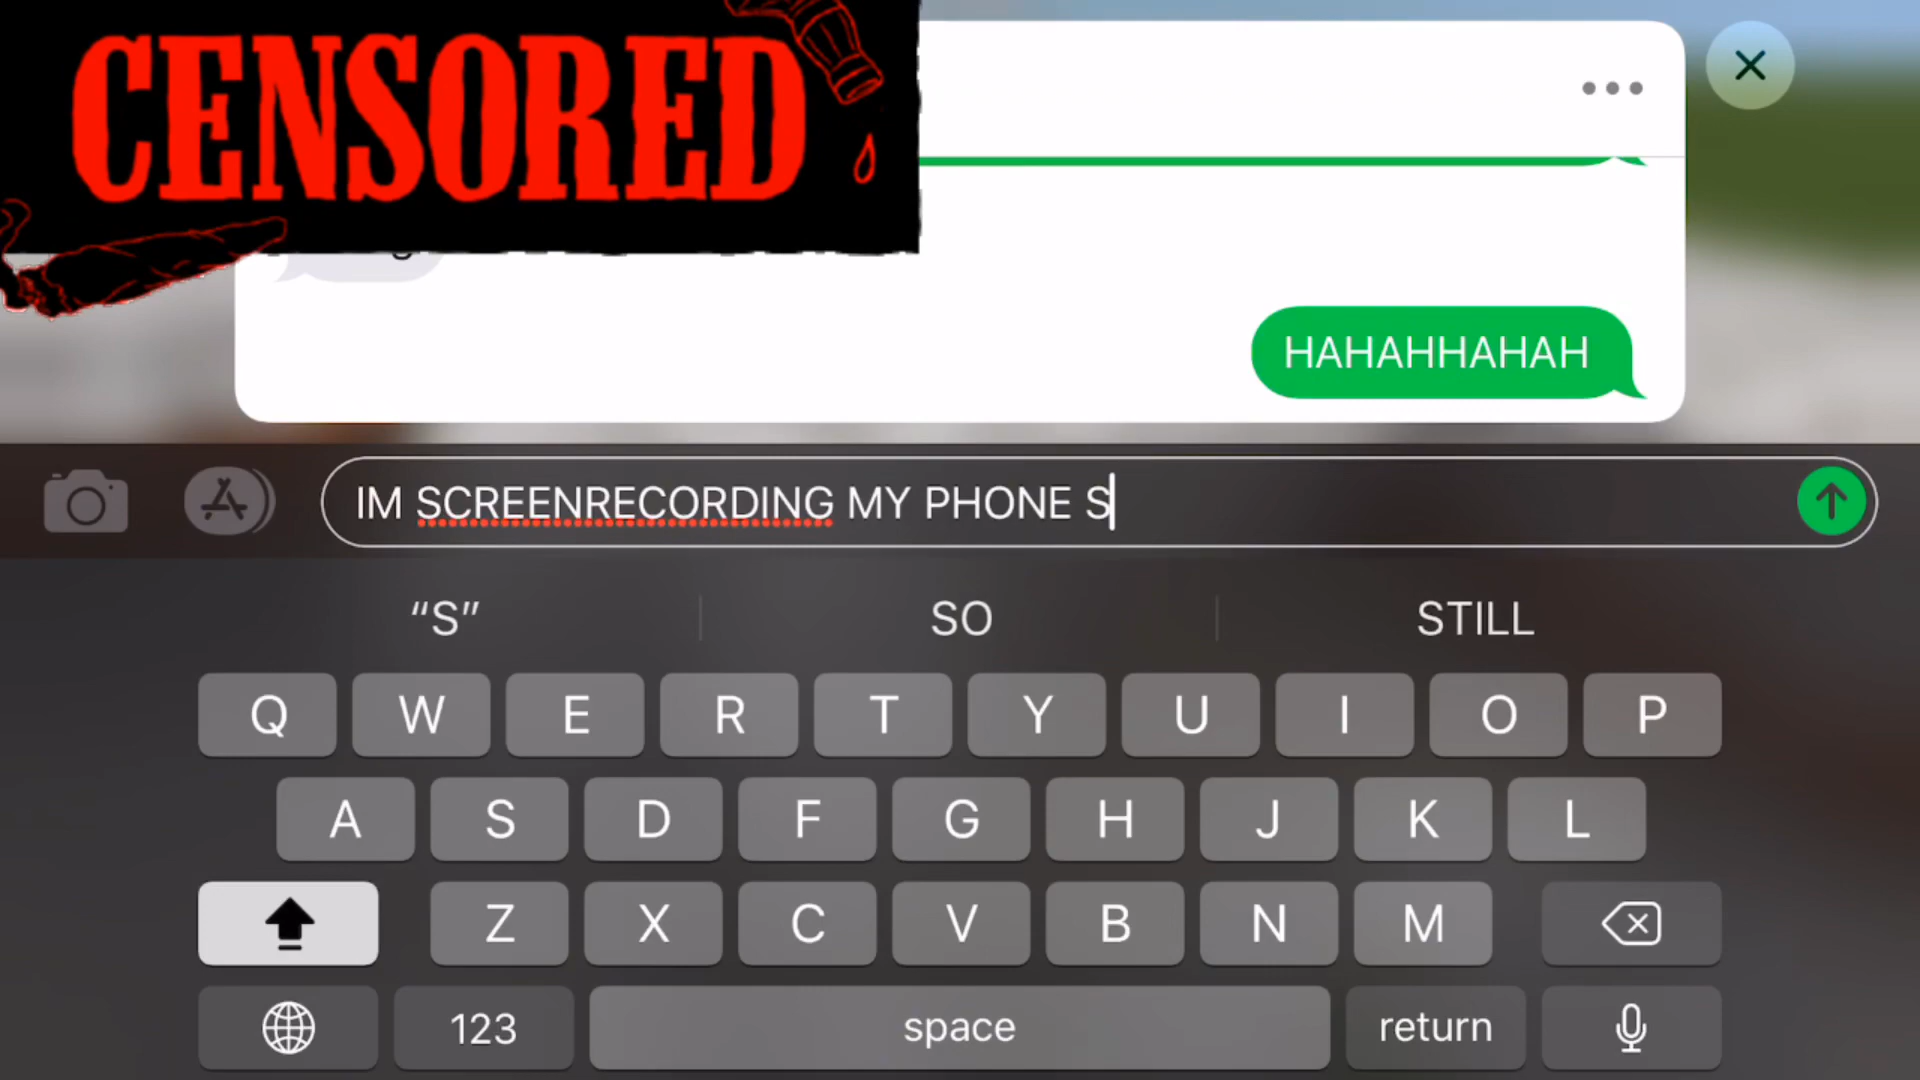 CENSORED
HAHAHHAHAH
IM SCREENRECORDING MY PHONE S
“S” SO STILL
Q W E R T Y U I O P
A S D F G H J K L
Z X C V B N M
123 space return